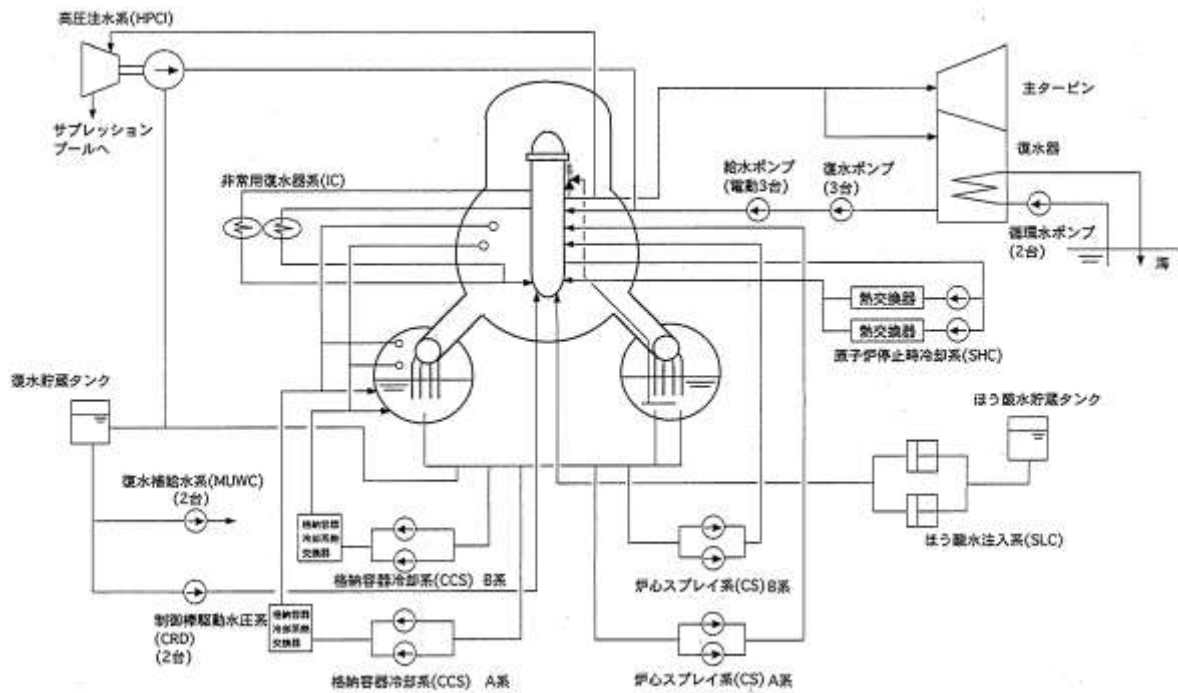 高圧注水系(HPCI)
サプレッション
プールへ
主タービン
復水器
給水ポンプ
(電動3台)
復水ポンプ
(3台)
循環水ポンプ
(2台)
海
非常用復水器系(IC)
熱交換器
熱交換器
原子炉停止時冷却系(SHC)
復水貯蔵タンク
ほう酸水貯蔵タンク
復水補給水系(MUWC)
(2台)
格納容器
冷却系熱
交換器
格納容器冷却系(CCS) B系
炉心スプレイ系(CS)B系
ほう酸水注入系(SLC)
制御棒駆動水圧系
(CRD)
(2台)
格納容器
冷却系熱
交換器
格納容器冷却系(CCS) A系
炉心スプレイ系(CS)A系